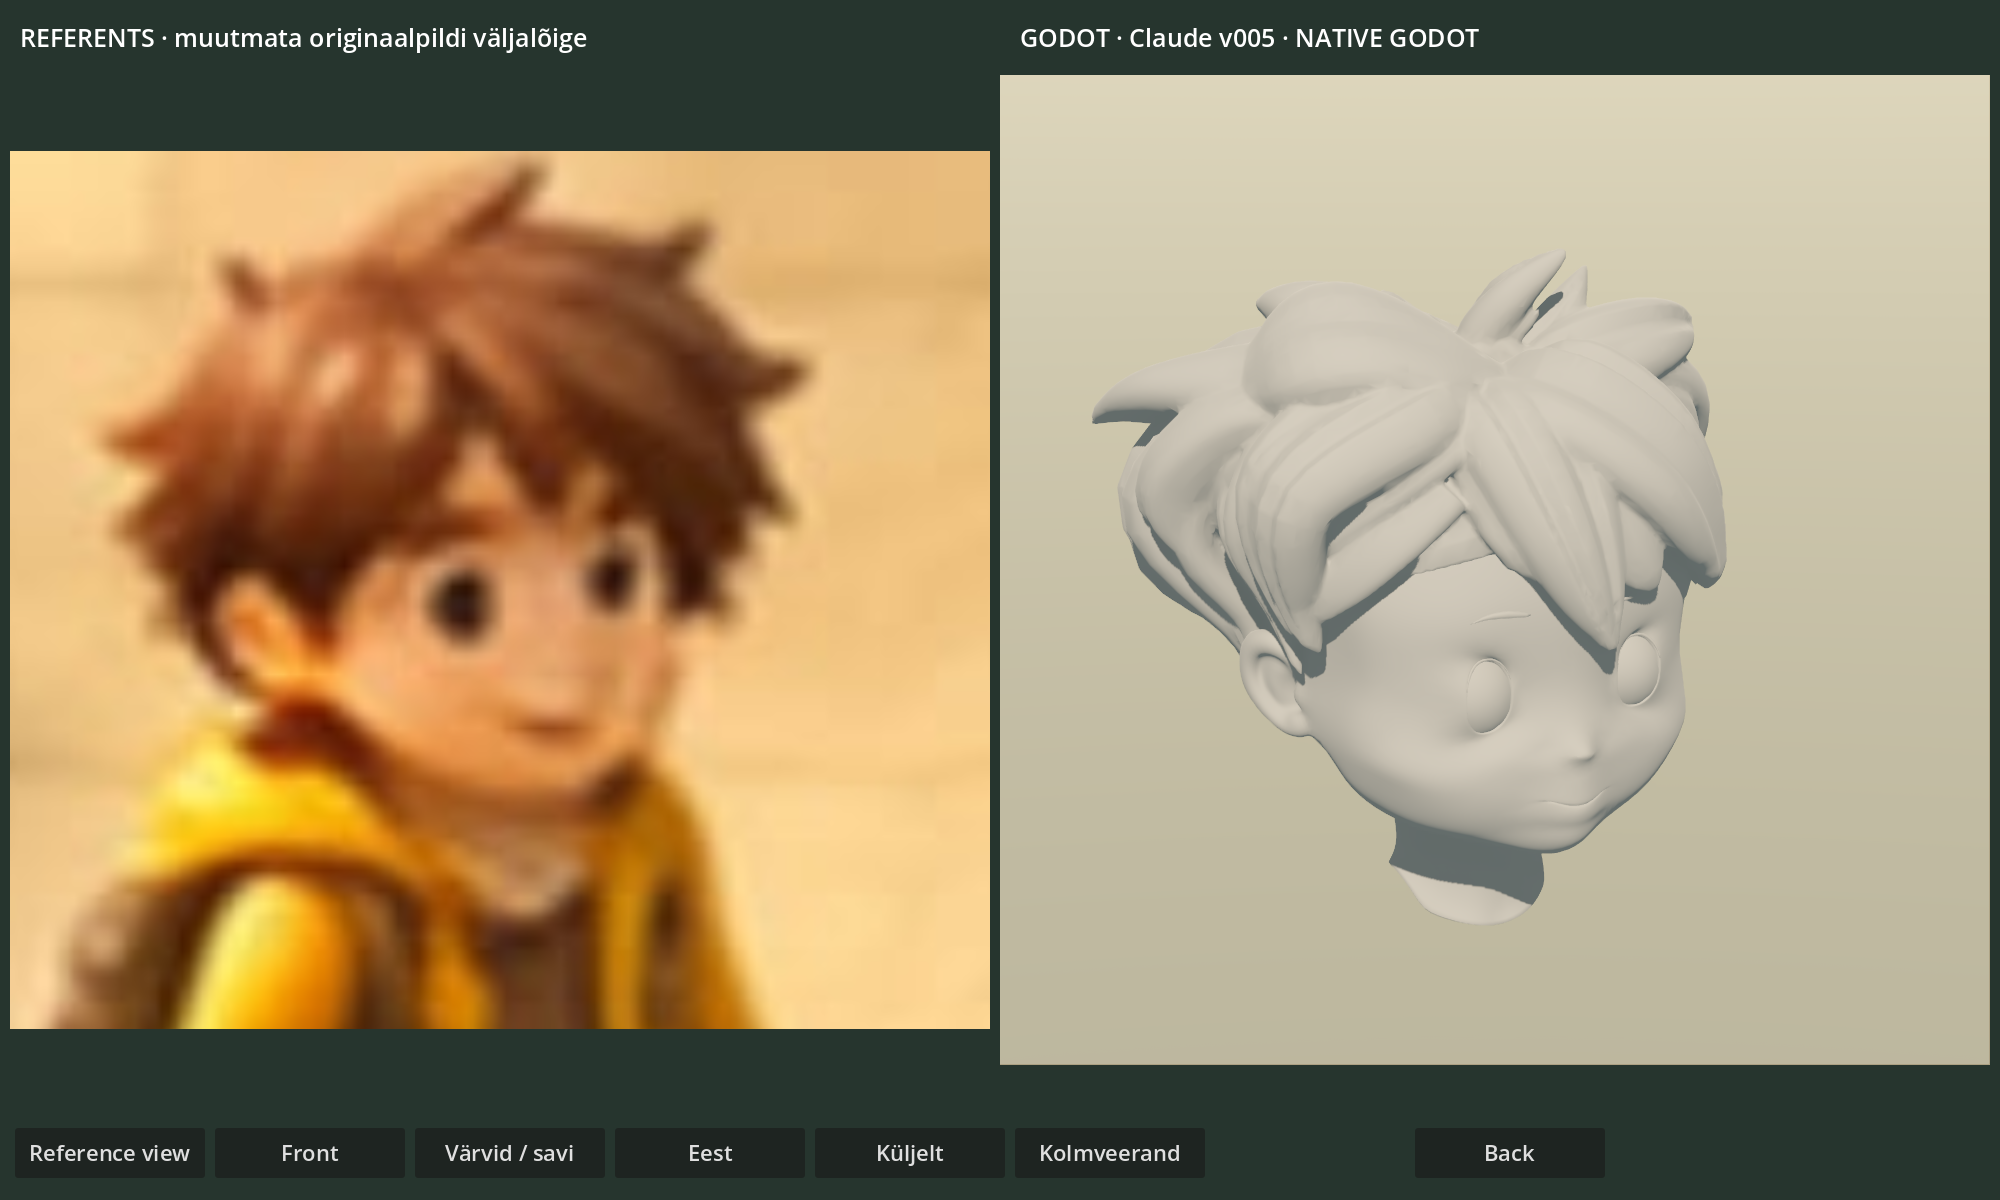 REFERENTS · muutmata originaalpildi väljalõige
GODOT · Claude v005 · NATIVE GODOT
Reference view
Front
Värvid / savi
Eest
Küljelt
Kolmveerand
Back